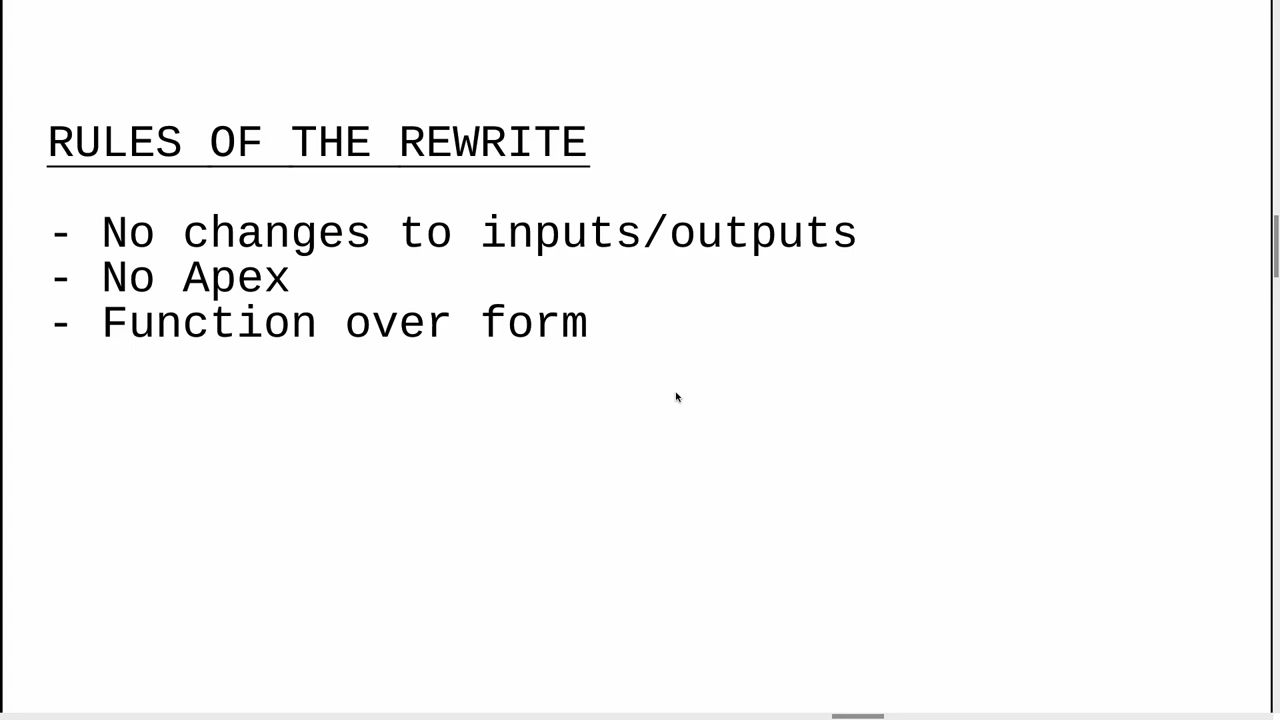 RULES OF THE REWRITE
- No changes to inputs/outputs
- No Apex
- Function over form